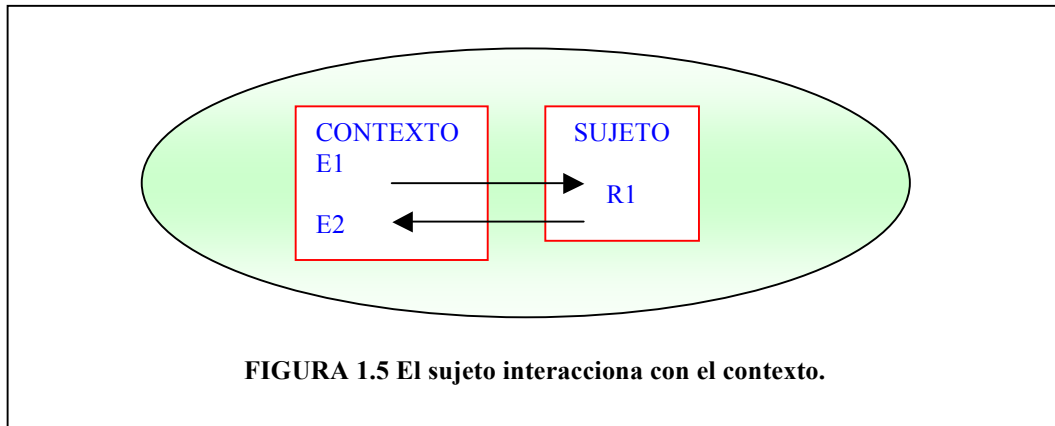 CONTEXTO
E1
E2
SUJETO
R1
FIGURA 1.5 El sujeto interacciona con el contexto.